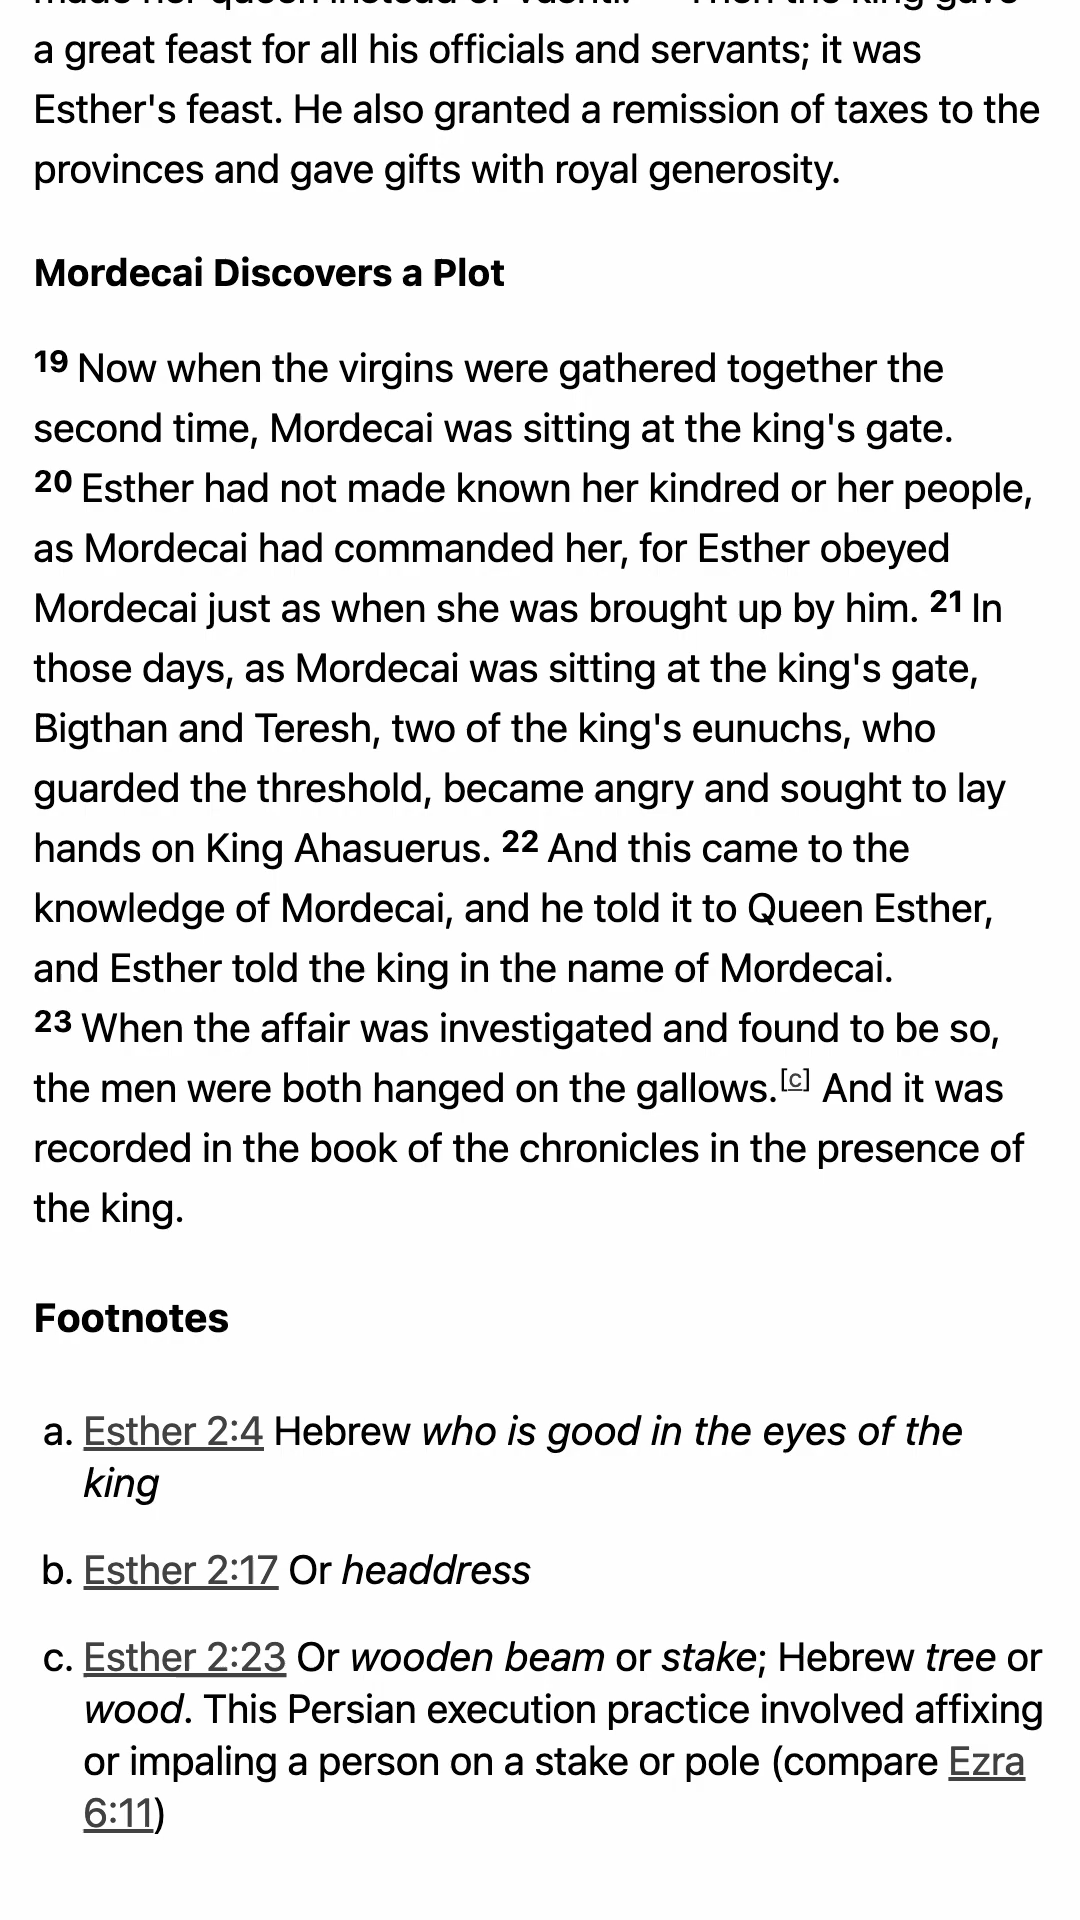 made her queen instead of Vashti. Then the king gave
a great feast for all his officials and servants; it was
Esther's feast. He also granted a remission of taxes to the
provinces and gave gifts with royal generosity.
Mordecai Discovers a Plot
19 Now when the virgins were gathered together the
second time, Mordecai was sitting at the king's gate.
20 Esther had not made known her kindred or her people,
as Mordecai had commanded her, for Esther obeyed
Mordecai just as when she was brought up by him. 21 In
those days, as Mordecai was sitting at the king's gate,
Bigthan and Teresh, two of the king's eunuchs, who
guarded the threshold, became angry and sought to lay
hands on King Ahasuerus. 22 And this came to the
knowledge of Mordecai, and he told it to Queen Esther,
and Esther told the king in the name of Mordecai.
23 When the affair was investigated and found to be so,
the men were both hanged on the gallows.[c] And it was
recorded in the book of the chronicles in the presence of
the king.
Footnotes
a. Esther 2:4 Hebrew who is good in the eyes of the
king
b. Esther 2:17 Or headdress
c. Esther 2:23 Or wooden beam or stake; Hebrew tree or
wood. This Persian execution practice involved affixing
or impaling a person on a stake or pole (compare Ezra
6:11)